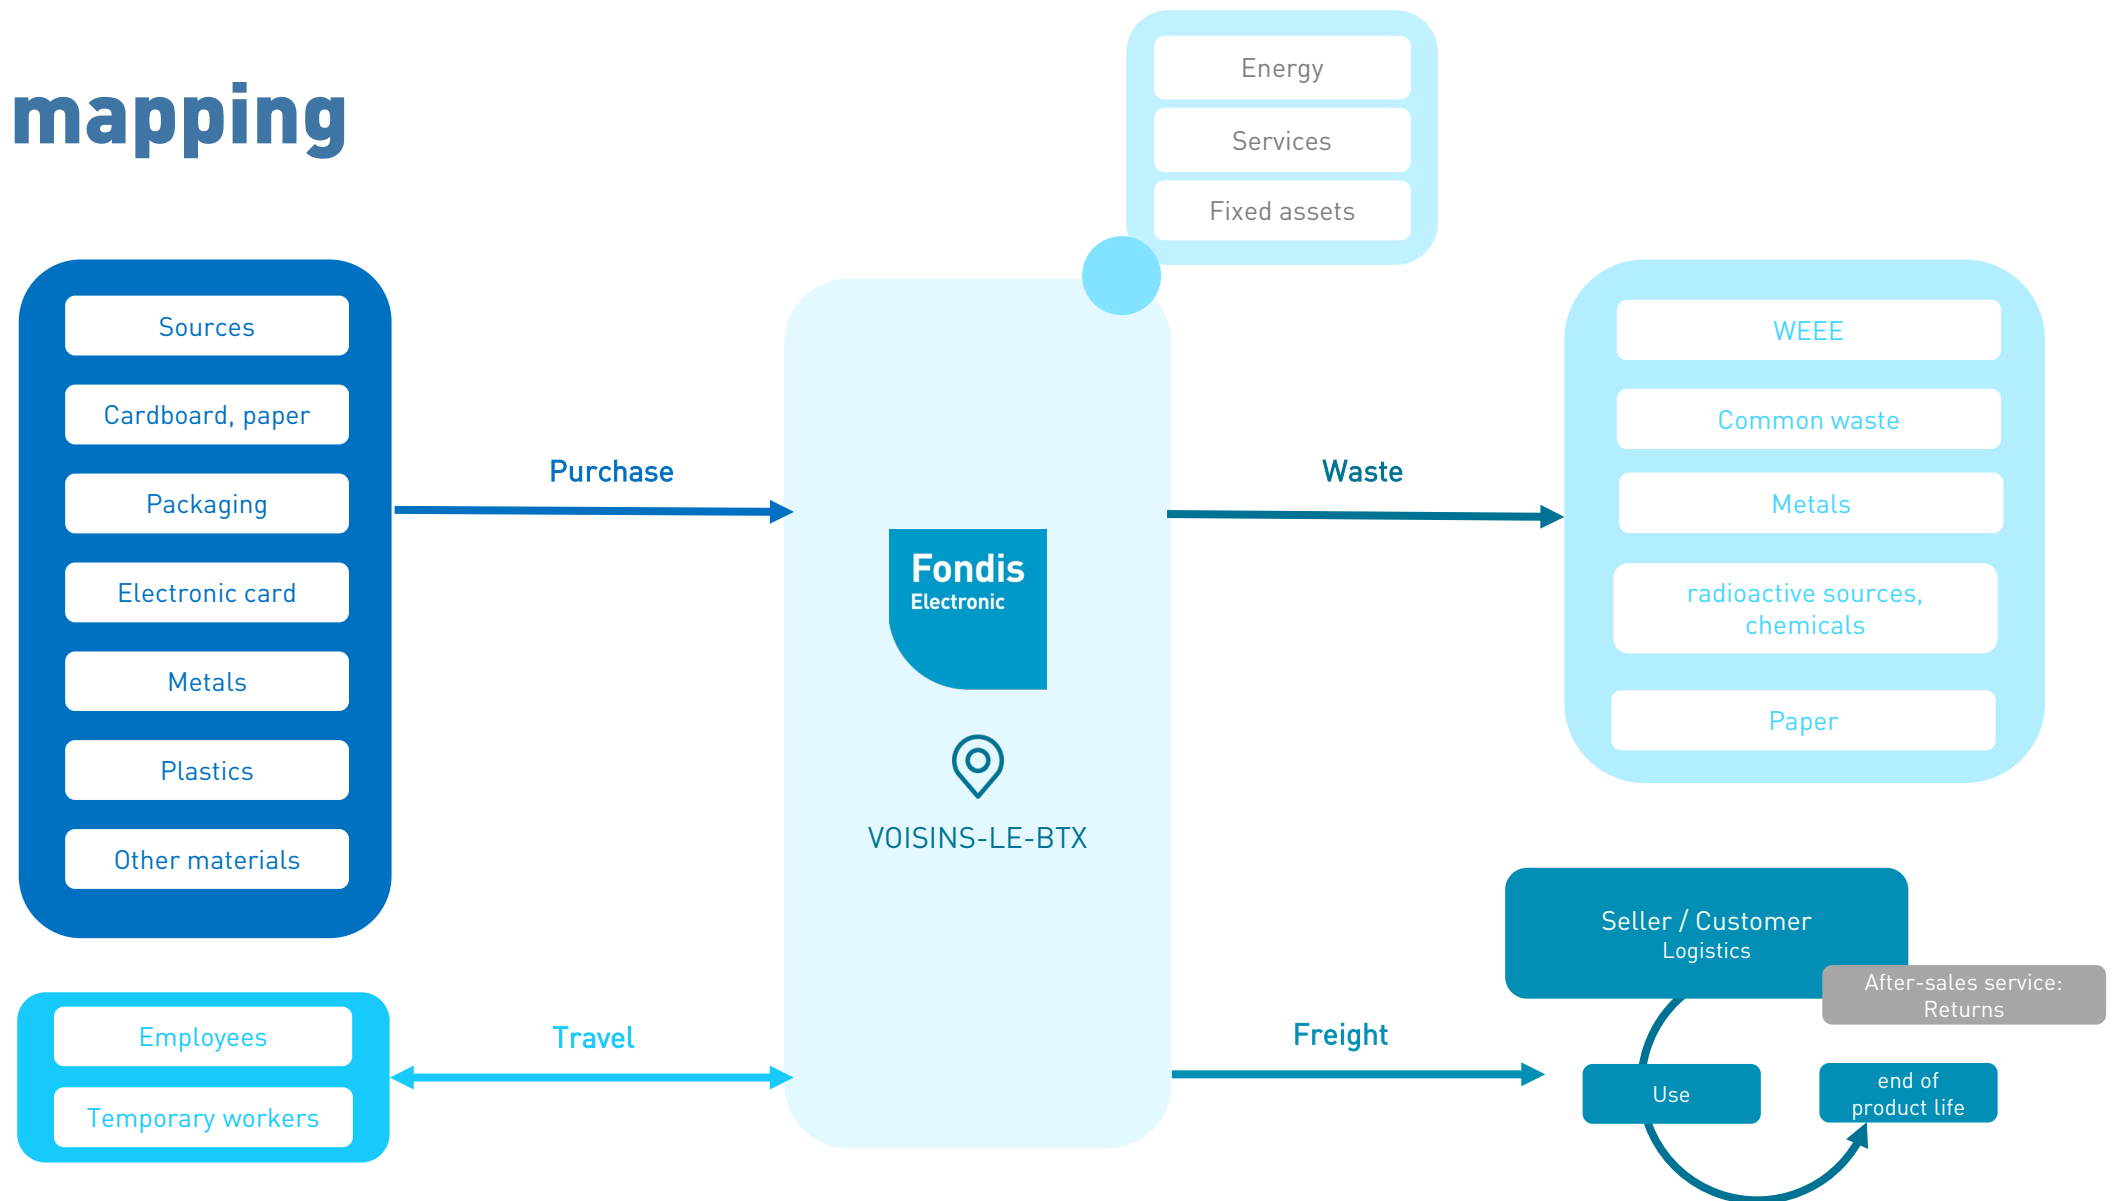 mapping
Energy
Services
Fixed assets
Sources
Cardboard, paper
Packaging
Electronic card
Metals
Plastics
Other materials
Purchase
Employees
Temporary workers
Travel
Fondis
Electronic
VOISINS-LE-BTX
Waste
WEEE
Common waste
Metals
radioactive sources,
chemicals
Paper
Freight
Seller / Customer
Logistics
After-sales service:
Returns
Use
end of
product life